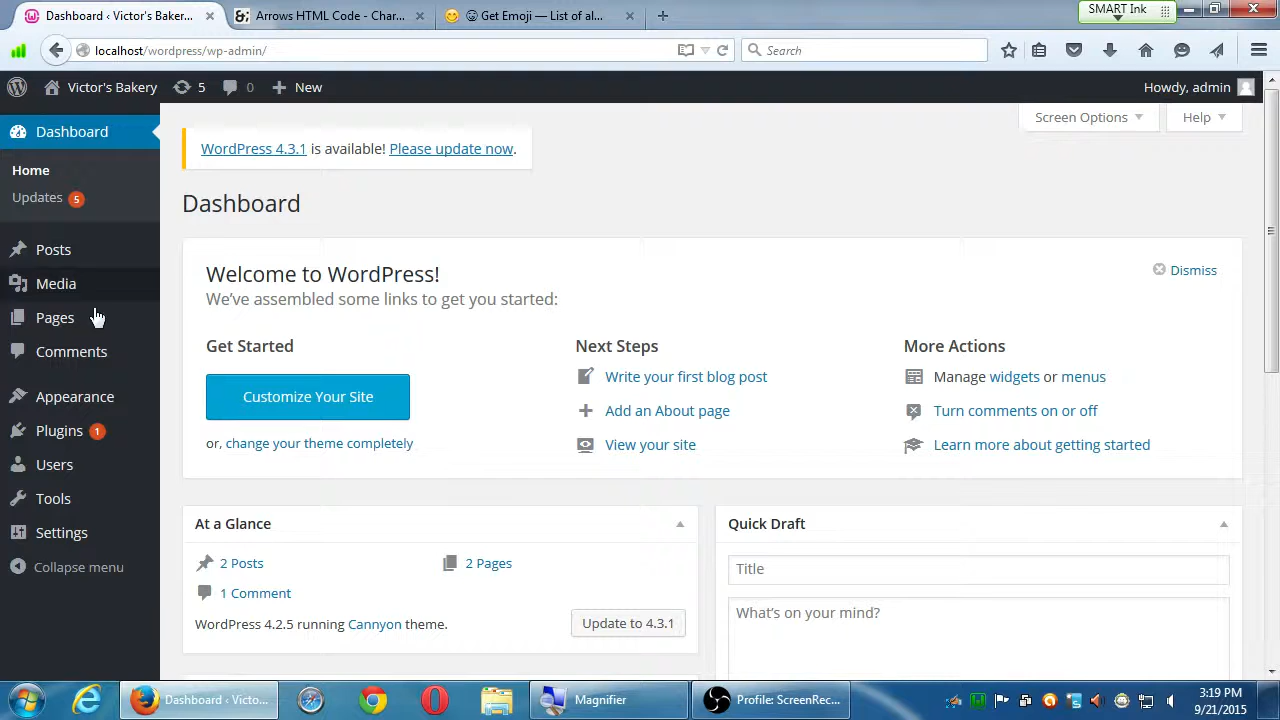 Dashboard ‹ Victor's Bakery...
Arrows HTML Code - Char...
😋 Get Emoji — List of al...
SMART Ink
localhost/wordpress/wp-admin/
Search
Victor's Bakery
5
0
New
Howdy, admin
Dashboard
Home
Updates 5
Posts
Media
Pages
Comments
Appearance
Plugins 1
Users
Tools
Settings
Collapse menu
Screen Options
Help
WordPress 4.3.1 is available! Please update now.
Dashboard
Welcome to WordPress!
We've assembled some links to get you started:
Dismiss
Get Started
Customize Your Site
or, change your theme completely
Next Steps
Write your first blog post
Add an About page
View your site
More Actions
Manage widgets or menus
Turn comments on or off
Learn more about getting started
At a Glance
2 Posts
2 Pages
1 Comment
WordPress 4.2.5 running Cannyon theme.
Update to 4.3.1
Quick Draft
Title
What's on your mind?
Dashboard ‹ Victo...
Magnifier
Profile: ScreenRec...
3:19 PM
9/21/2015